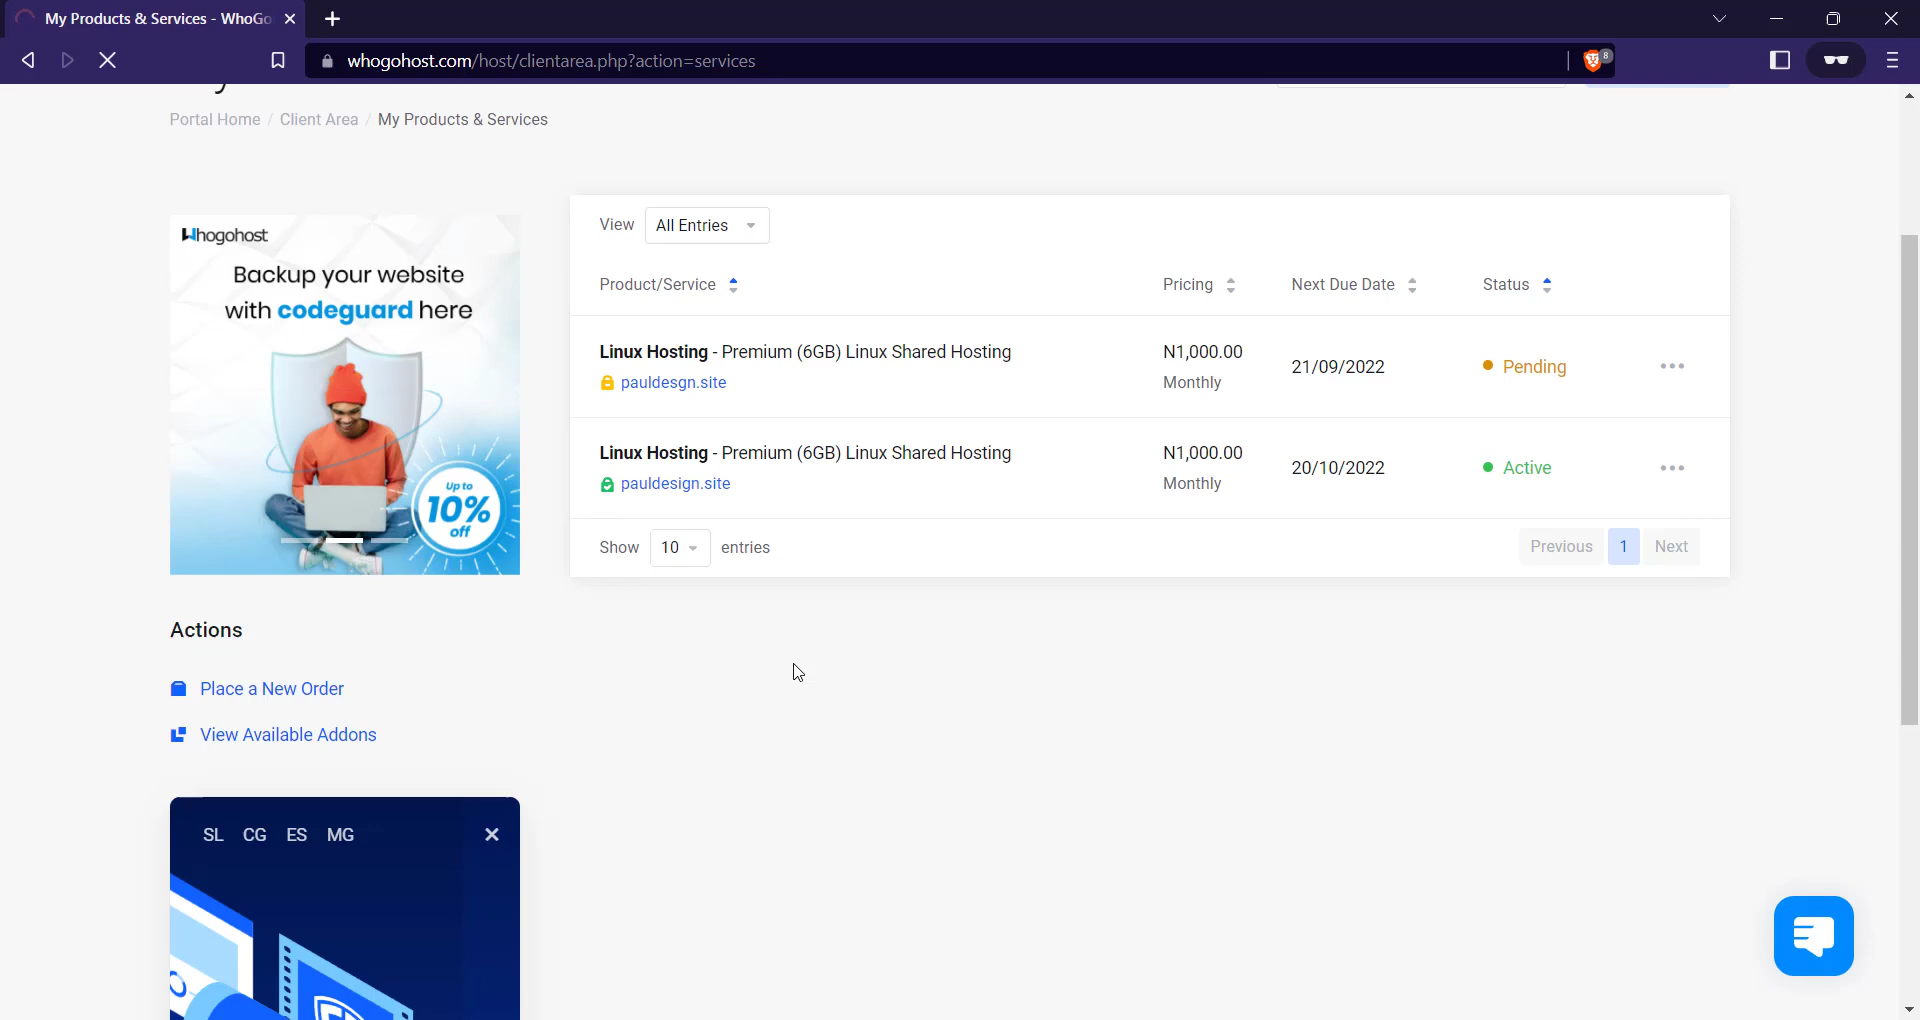 My Products & Services - WhoGo
whogohost.com/host/clientarea.php?action=services
8
Portal Home / Client Area / My Products & Services
Whogohost
Backup your website
with codeguard here
Up to
10%
off
View All Entries
Product/Service Pricing Next Due Date Status
Linux Hosting - Premium (6GB) Linux Shared Hosting N1,000.00 21/09/2022 Pending
pauldesgn.site Monthly
Linux Hosting - Premium (6GB) Linux Shared Hosting N1,000.00 20/10/2022 Active
pauldesign.site Monthly
Show 10 entries Previous 1 Next
Actions
Place a New Order
View Available Addons
SL CG ES MG